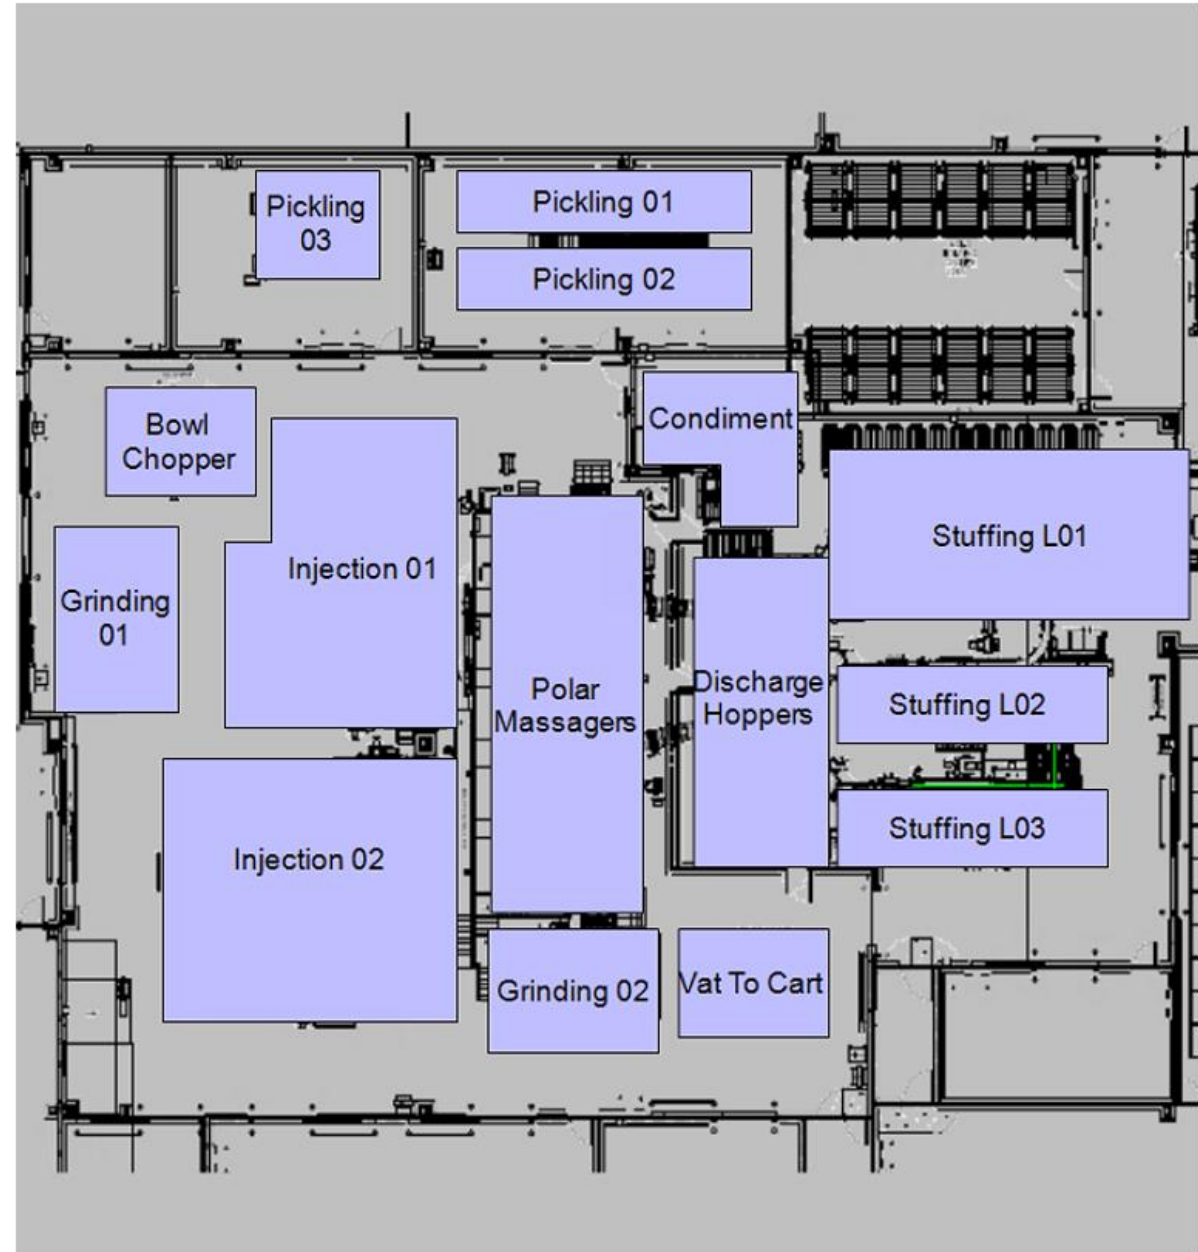 Pickling
03
Pickling 01
Pickling 02
Bowl
Chopper
Condiment
Injection 01
Stuffing L01
Grinding
01
Polar
Massagers
Discharge
Hoppers
Stuffing L02
Stuffing L03
Injection 02
Grinding 02
Vat To Cart